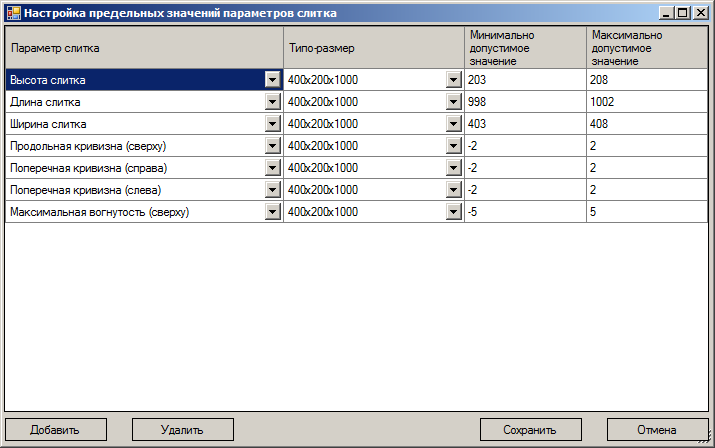 Настройка предельных значений параметров слитка
Параметр слитка Типо-размер Минимально допустимое значение Максимально допустимое значение
Высота слитка 400x200x1000 203 208
Длина слитка 400x200x1000 998 1002
Ширина слитка 400x200x1000 403 408
Продольная кривизна (сверху) 400x200x1000 -2 2
Поперечная кривизна (справа) 400x200x1000 -2 2
Поперечная кривизна (слева) 400x200x1000 -2 2
Максимальная вогнутость (сверху) 400x200x1000 -5 5
Добавить Удалить Сохранить Отмена